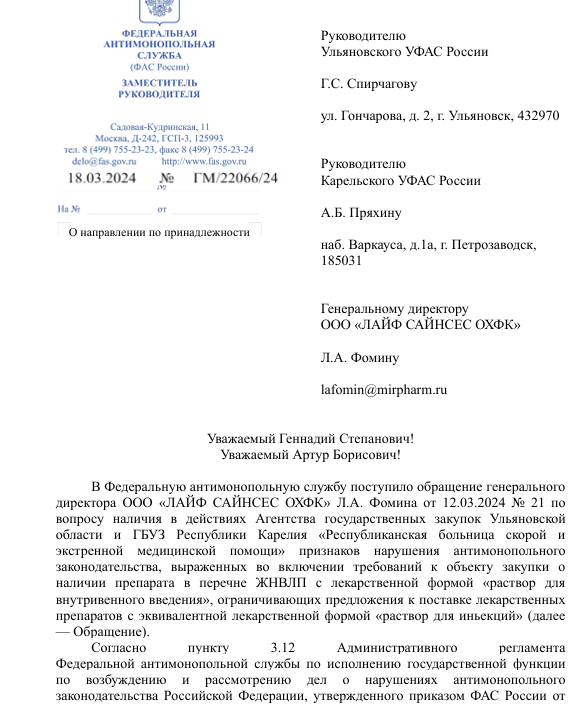 ФЕДЕРАЛЬНАЯ
АНТИМОНОПОЛЬНАЯ
СЛУЖБА
(ФАС России)
ЗАМЕСТИТЕЛЬ
РУКОВОДИТЕЛЯ
Садовая-Кудринская, 11
Москва, Д-242, ГСП-3, 125993
тел. 8 (499) 755-23-23, факс 8 (499) 755-23-24
delo@fas.gov.ru http://www.fas.gov.ru
18.03.2024 № ГМ/22066/24
№
На № от
О направлении по принадлежности
Руководителю
Ульяновского УФАС России
Г.С. Спирчагову
ул. Гончарова, д. 2, г. Ульяновск, 432970
Руководителю
Карельского УФАС России
А.Б. Пряхину
наб. Варкауса, д.1а, г. Петрозаводск,
185031
Генеральному директору
ООО «ЛАЙФ САЙНСЕС ОХФК»
Л.А. Фомину
lafomin@mirpharm.ru
Уважаемый Геннадий Степанович!
Уважаемый Артур Борисович!
В Федеральную антимонопольную службу поступило обращение генерального
директора ООО «ЛАЙФ САЙНСЕС ОХФК» Л.А. Фомина от 12.03.2024 № 21 по
вопросу наличия в действиях Агентства государственных закупок Ульяновской
области и ГБУЗ Республики Карелия «Республиканская больница скорой и
экстренной медицинской помощи» признаков нарушения антимонопольного
законодательства, выраженных во включении требований к объекту закупки о
наличии препарата в перечне ЖНВЛП с лекарственной формой «раствор для
внутривенного введения», ограничивающих предложения к поставке лекарственных
препаратов с эквивалентной лекарственной формой «раствор для инъекций» (далее
— Обращение).
Согласно пункту 3.12 Административного регламента
Федеральной антимонопольной службы по исполнению государственной функции
по возбуждению и рассмотрению дел о нарушениях антимонопольного
законодательства Российской Федерации, утвержденного приказом ФАС России от